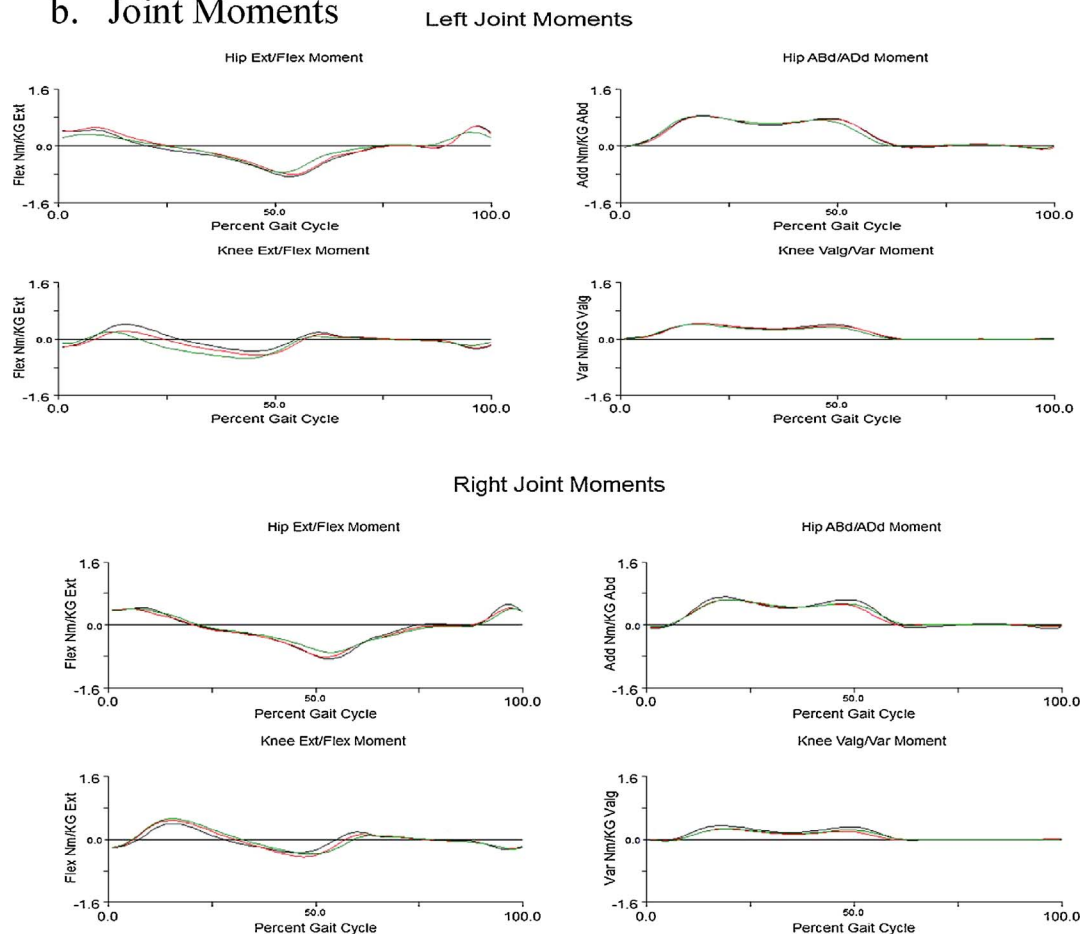 b. Joint Moments
Left Joint Moments
Hip Ext/Flex Moment
Flex Nm/KG Ext
1.6
0.0
-1.6
0.0
50.0
100.0
Percent Gait Cycle
Hip ABd/ADd Moment
Add Nm/KG Abd
1.6
0.0
-1.6
0.0
50.0
100.0
Percent Gait Cycle
Knee Ext/Flex Moment
Flex Nm/KG Ext
1.6
0.0
-1.6
0.0
50.0
100.0
Percent Gait Cycle
Knee Valg/Var Moment
Var Nm/KG Valg
1.6
0.0
-1.6
0.0
50.0
100.0
Percent Gait Cycle
Right Joint Moments
Hip Ext/Flex Moment
Flex Nm/KG Ext
1.6
0.0
-1.6
0.0
50.0
100.0
Percent Gait Cycle
Hip ABd/ADd Moment
Add Nm/KG Abd
1.6
0.0
-1.6
0.0
50.0
100.0
Percent Gait Cycle
Knee Ext/Flex Moment
Flex Nm/KG Ext
1.6
0.0
-1.6
0.0
50.0
100.0
Percent Gait Cycle
Knee Valg/Var Moment
Var Nm/KG Valg
1.6
0.0
-1.6
0.0
50.0
100.0
Percent Gait Cycle